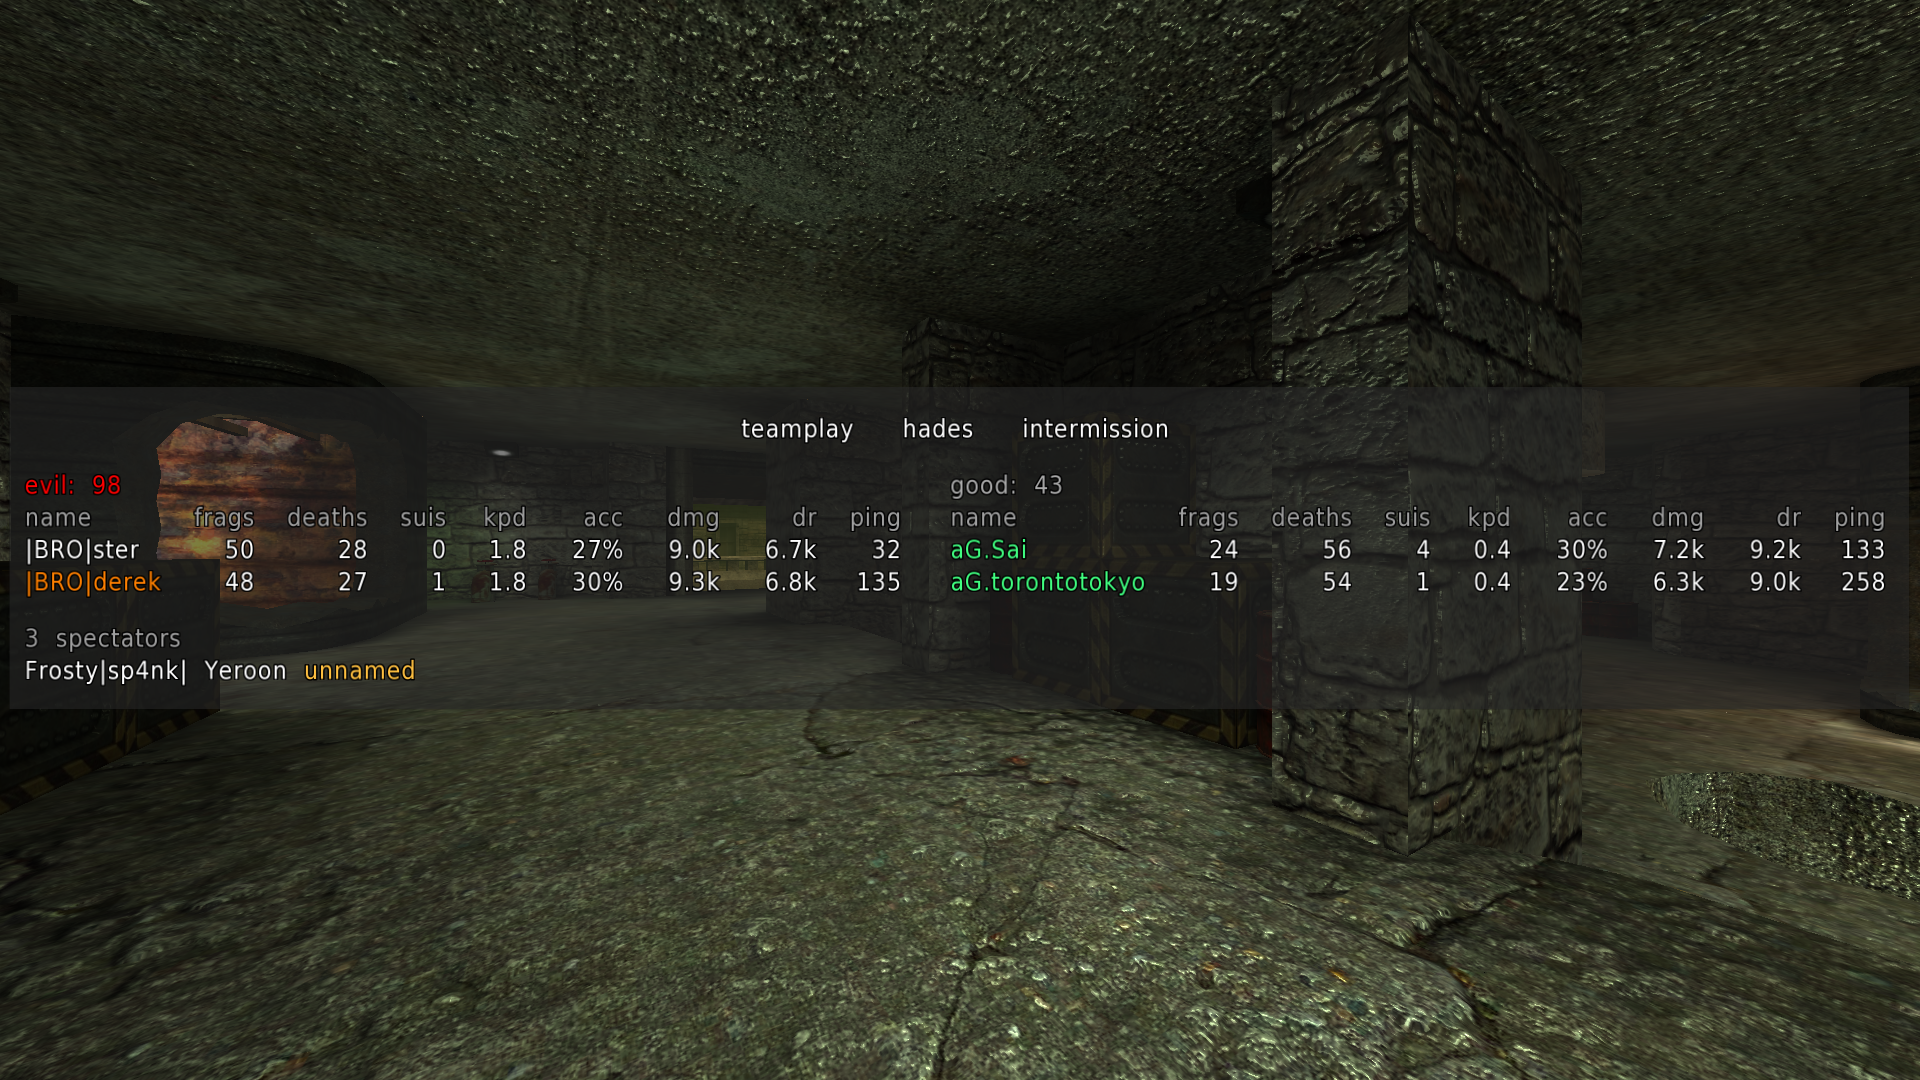 teamplay hades intermission
evil: 98
name frags deaths suis kpd acc dmg dr ping
|BRO|ster 50 28 0 1.8 27% 9.0k 6.7k 32
|BRO|derek 48 27 1 1.8 30% 9.3k 6.8k 135
good: 43
name frags deaths suis kpd acc dmg dr ping
aG.Sai 24 56 4 0.4 30% 7.2k 9.2k 133
aG.torontotokyo 19 54 1 0.4 23% 6.3k 9.0k 258
3 spectators
Frosty|sp4nk| Yeroon unnamed